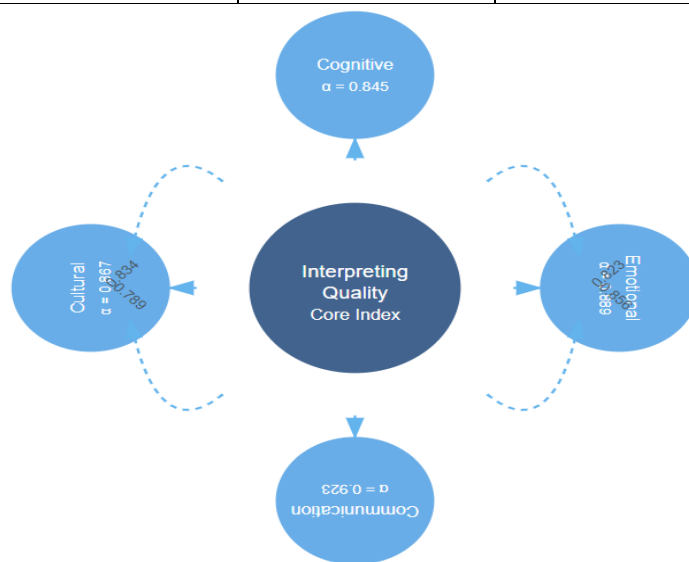 Cognitive
α = 0.845
Interpreting
Quality
Core Index
Cultural
α = 0.867
0.789
Emotional
α = 0.889
0.823
Communication
α = 0.923